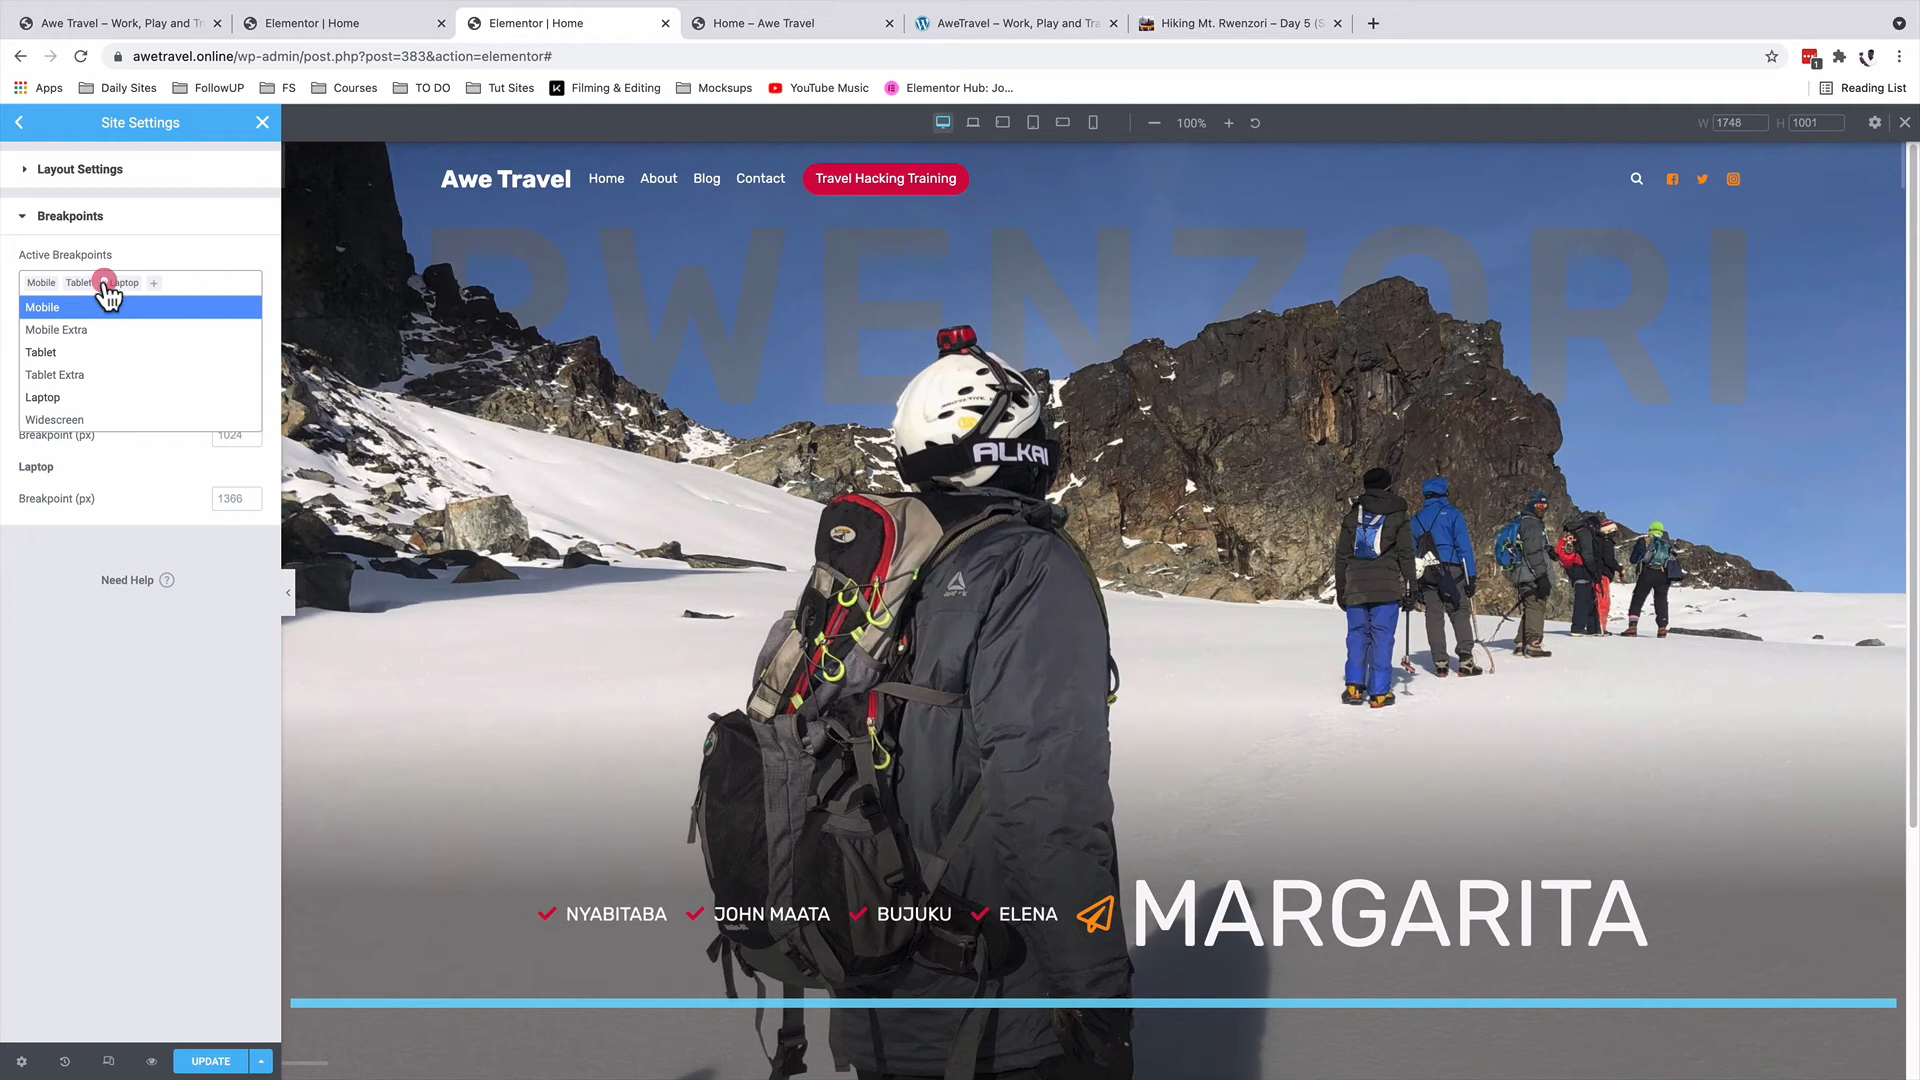 Awe Travel – Work, Play and Tr
Elementor | Home
Elementor | Home
Home – Awe Travel
AweTravel – Work, Play and Tra
Hiking Mt. Rwenzori – Day 5 (S
awetravel.online/wp-admin/post.php?post=383&action=elementor#
1
Apps
Daily Sites
FollowUP
FS
Courses
TO DO
Tut Sites
Filming & Editing
Mocksups
YouTube Music
Elementor Hub: Jo...
Reading List
Site Settings
100%
W 1748 H 1001
Layout Settings
Breakpoints
Active Breakpoints
Mobile Tablet Laptop +
Mobile
Mobile Extra
Tablet
Tablet Extra
Laptop
Widescreen
Breakpoint (px) 1024
Laptop
Breakpoint (px) 1366
Need Help ?
UPDATE
Awe Travel Home About Blog Contact Travel Hacking Training
RWENZORI
ALKAI
NYABITABA JOHN MAATA BUJUKU ELENA MARGARITA